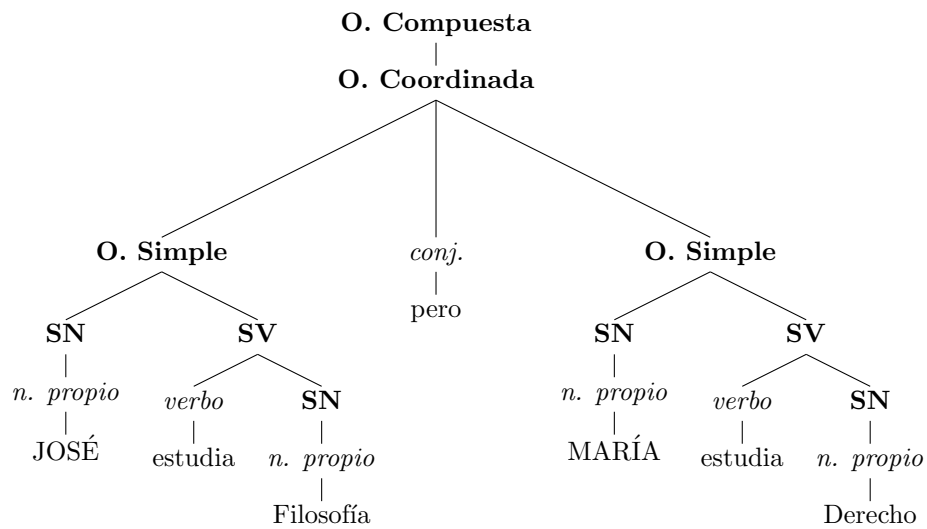 O. Compuesta
O. Coordinada
O. Simple conj. O. Simple
pero
SN SV SN SV
n. propio verbo SN n. propio verbo SN
JOSÉ estudia n. propio MARÍA estudia n. propio
Filosofía Derecho